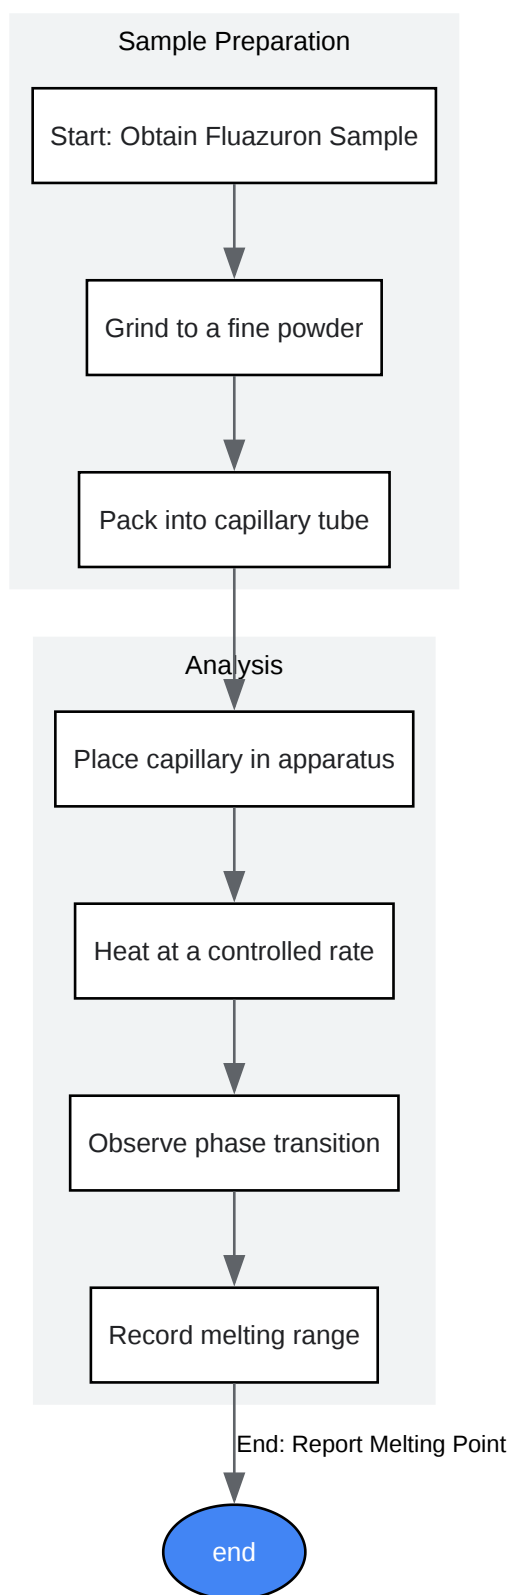 Sample Preparation
Start: Obtain Fluazuron Sample
Grind to a fine powder
Pack into capillary tube
Analysis
Place capillary in apparatus
Heat at a controlled rate
Observe phase transition
Record melting range
End: Report Melting Point
end